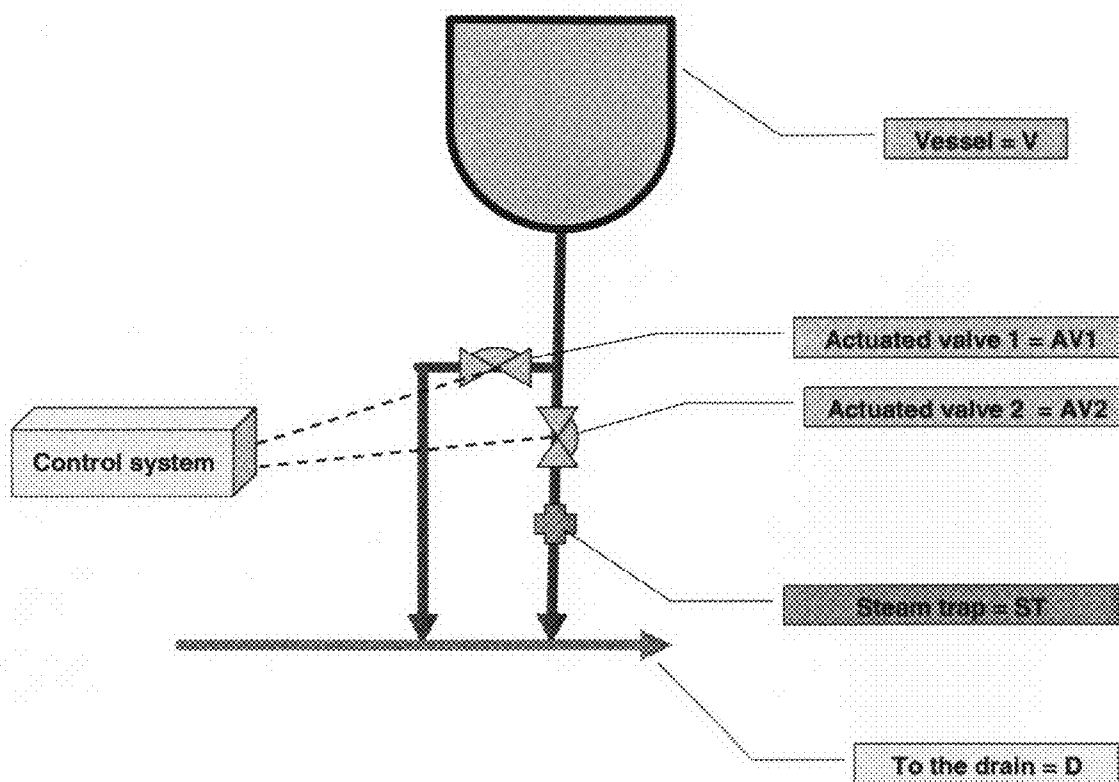 Vessel = V
Actuated valve 1 = AV1
Actuated valve 2 = AV2
Control system
Steam trap = ST
To the drain = D